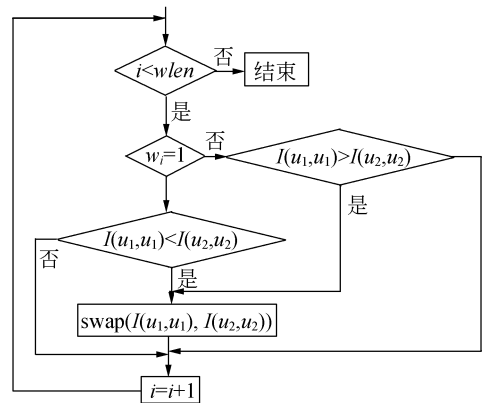 否
i<wlen
结束
是
否
wᵢ=1
I(u₁,u₁)>I(u₂,u₂)
是
I(u₁,u₁)<I(u₂,u₂)
否
是
swap(I(u₁,u₁), I(u₂,u₂))
i=i+1